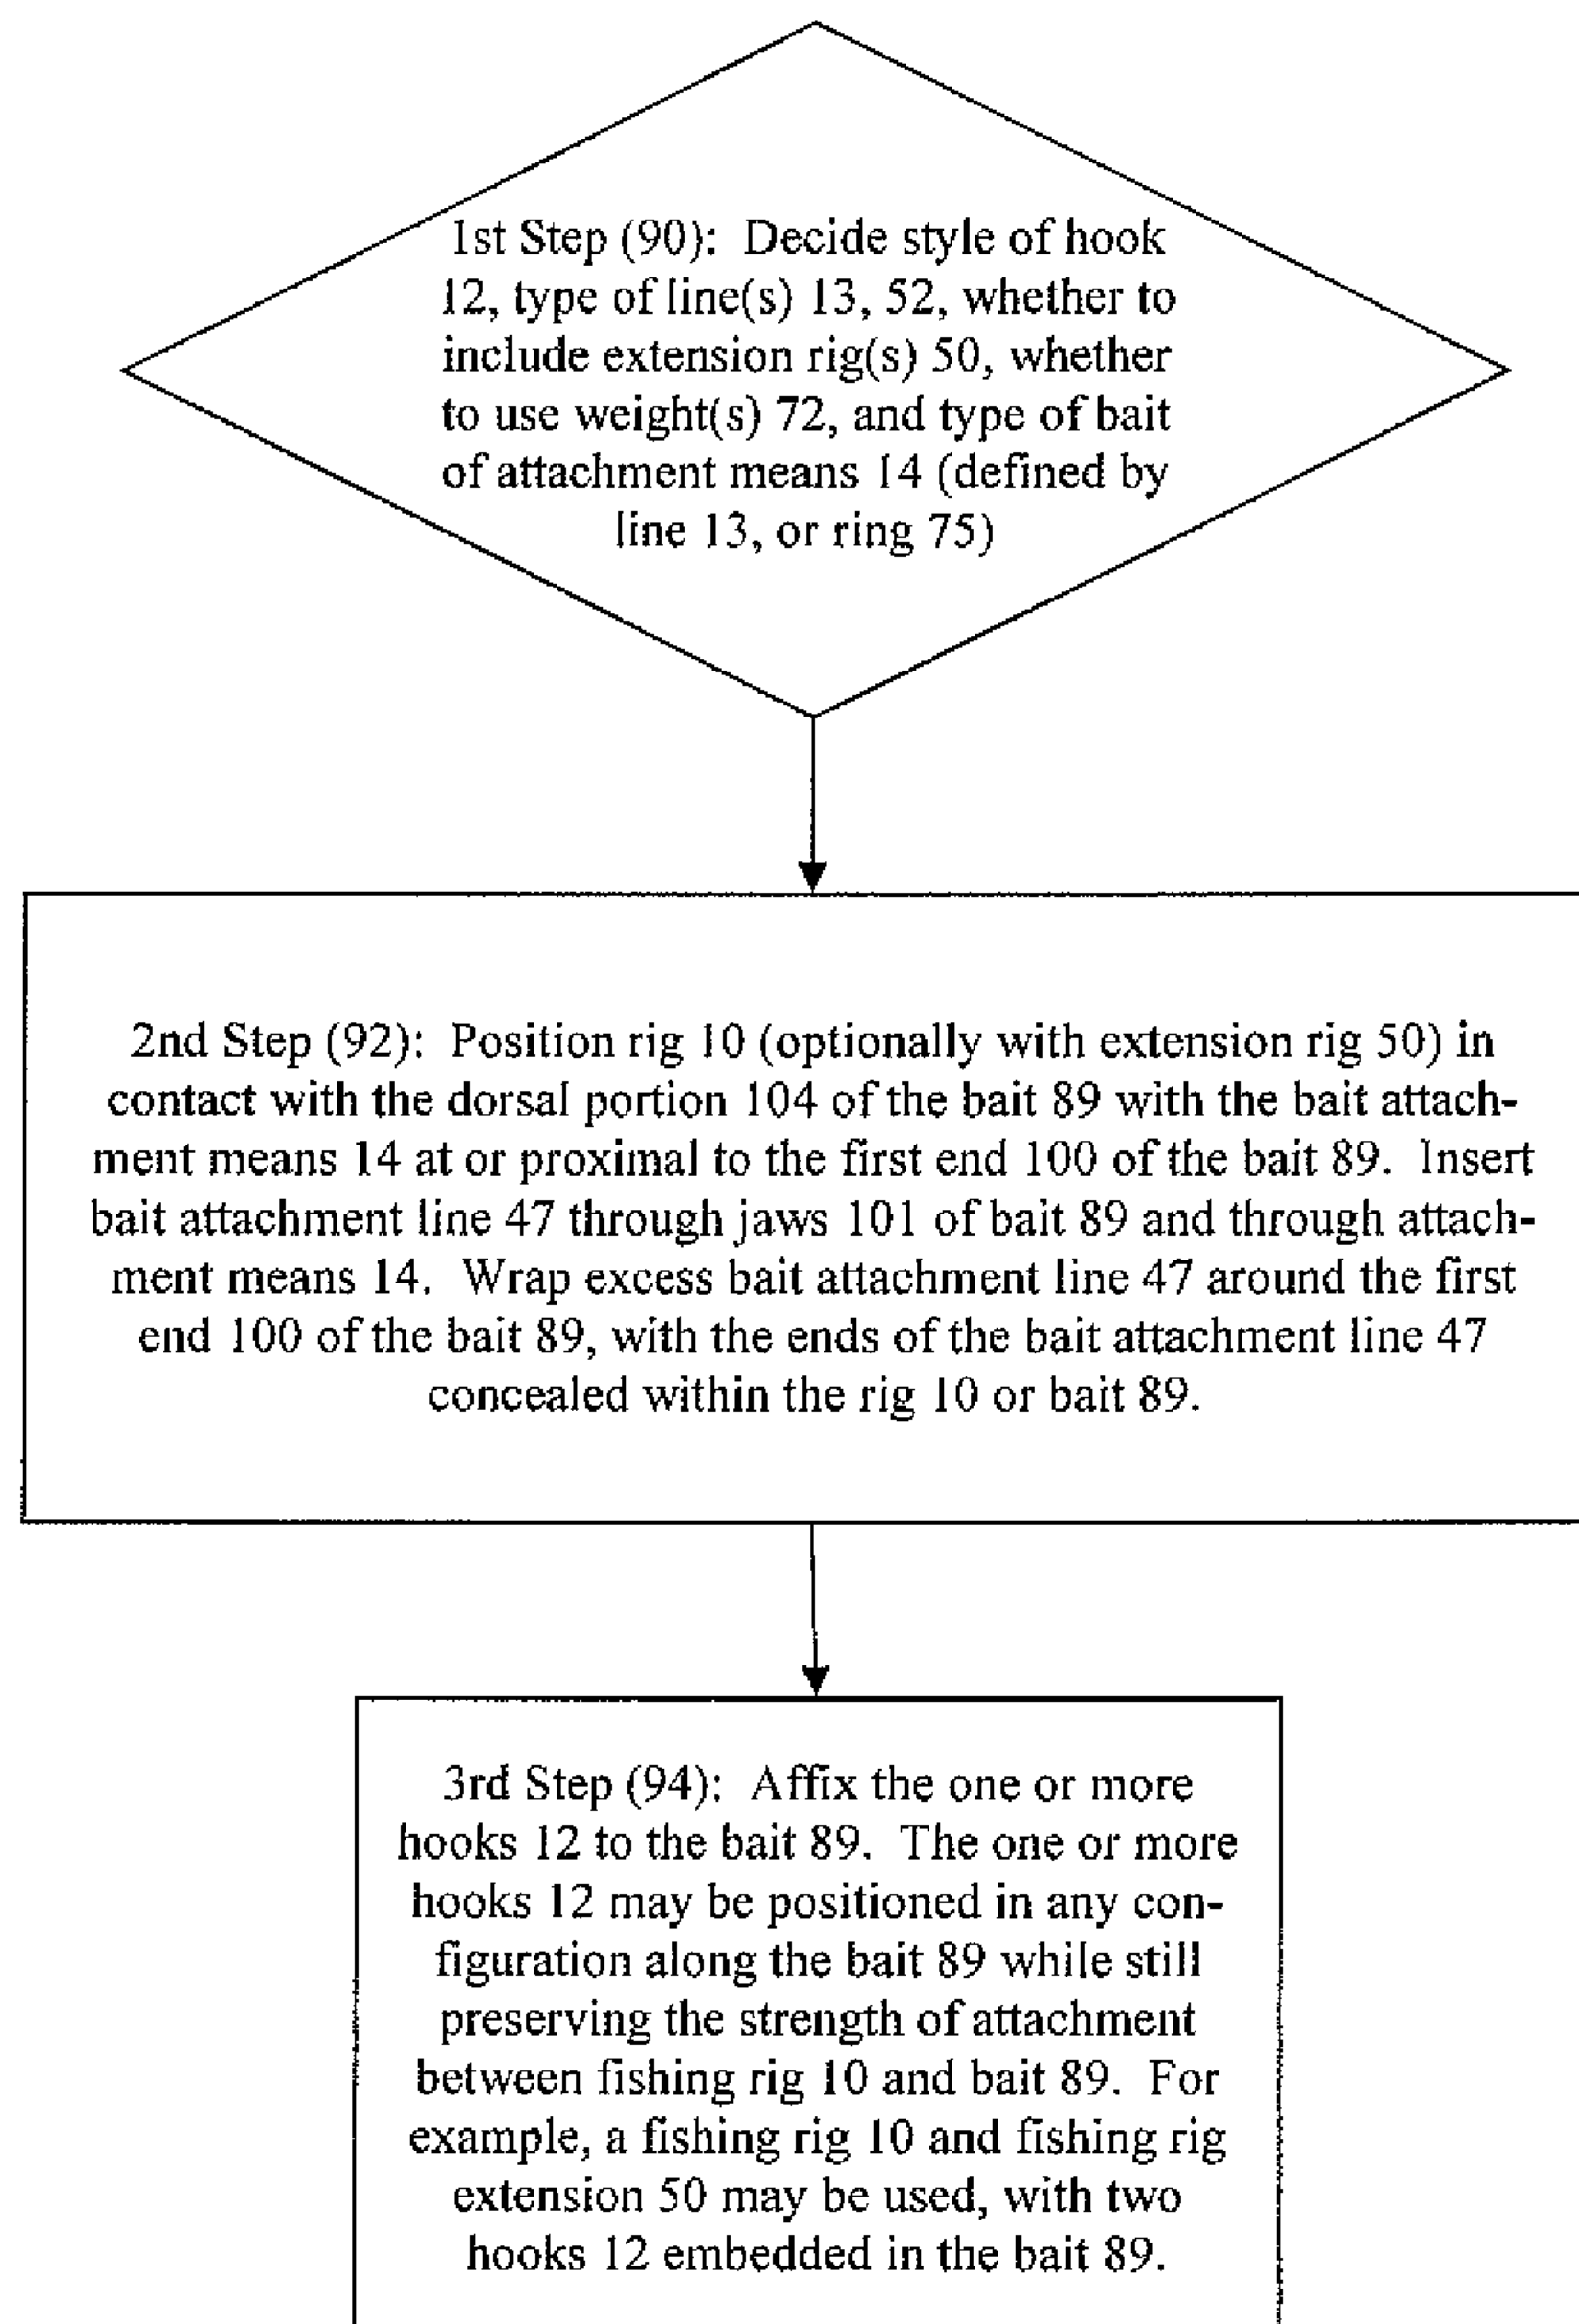 1st Step (90): Decide style of hook
12, type of line(s) 13, 52, whether to
include extension rig(s) 50, whether
to use weight(s) 72, and type of bait
of attachment means 14 (defined by
line 13, or ring 75)
2nd Step (92): Position rig 10 (optionally with extension rig 50) in
contact with the dorsal portion 104 of the bait 89 with the bait attach-
ment means 14 at or proximal to the first end 100 of the bait 89. Insert
bait attachment line 47 through jaws 101 of bait 89 and through attach-
ment means 14. Wrap excess bait attachment line 47 around the first
end 100 of the bait 89, with the ends of the bait attachment line 47
concealed within the rig 10 or bait 89.
3rd Step (94): Affix the one or more
hooks 12 to the bait 89. The one or more
hooks 12 may be positioned in any con-
figuration along the bait 89 while still
preserving the strength of attachment
between fishing rig 10 and bait 89. For
example, a fishing rig 10 and fishing rig
extension 50 may be used, with two
hooks 12 embedded in the bait 89.